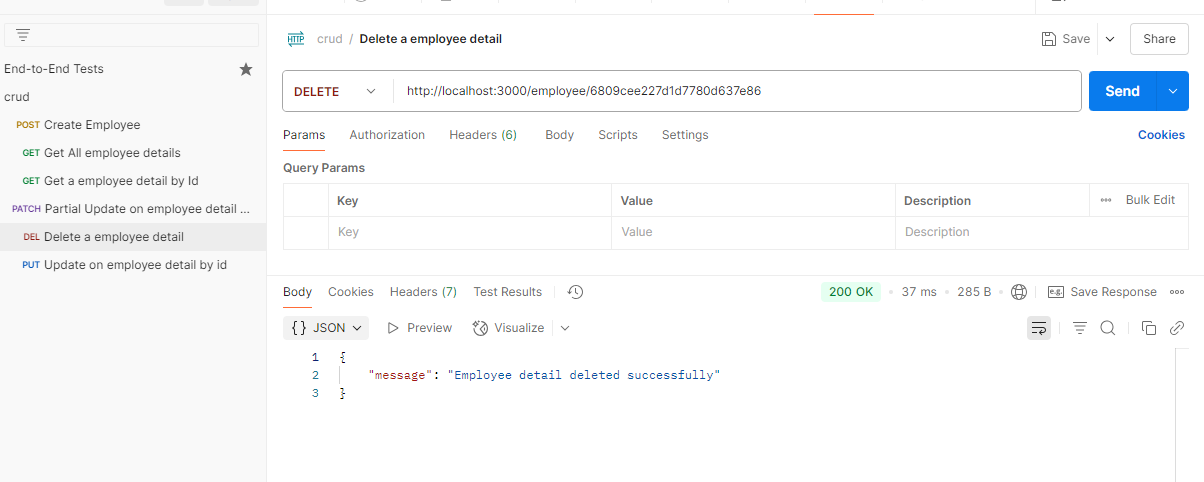 HTTP crud / Delete a employee detail Save Share
End-to-End Tests
crud
POST Create Employee
GET Get All employee details
GET Get a employee detail by Id
PATCH Partial Update on employee detail ...
DEL Delete a employee detail
PUT Update on employee detail by id
DELETE http://localhost:3000/employee/6809cee227d1d7780d637e86 Send
Params Authorization Headers (6) Body Scripts Settings Cookies
Query Params
Key Value Description Bulk Edit
Key Value Description
Body Cookies Headers (7) Test Results 200 OK • 37 ms • 285 B e.g. Save Response
{} JSON Preview Visualize
1 {
2 "message": "Employee detail deleted successfully"
3 }